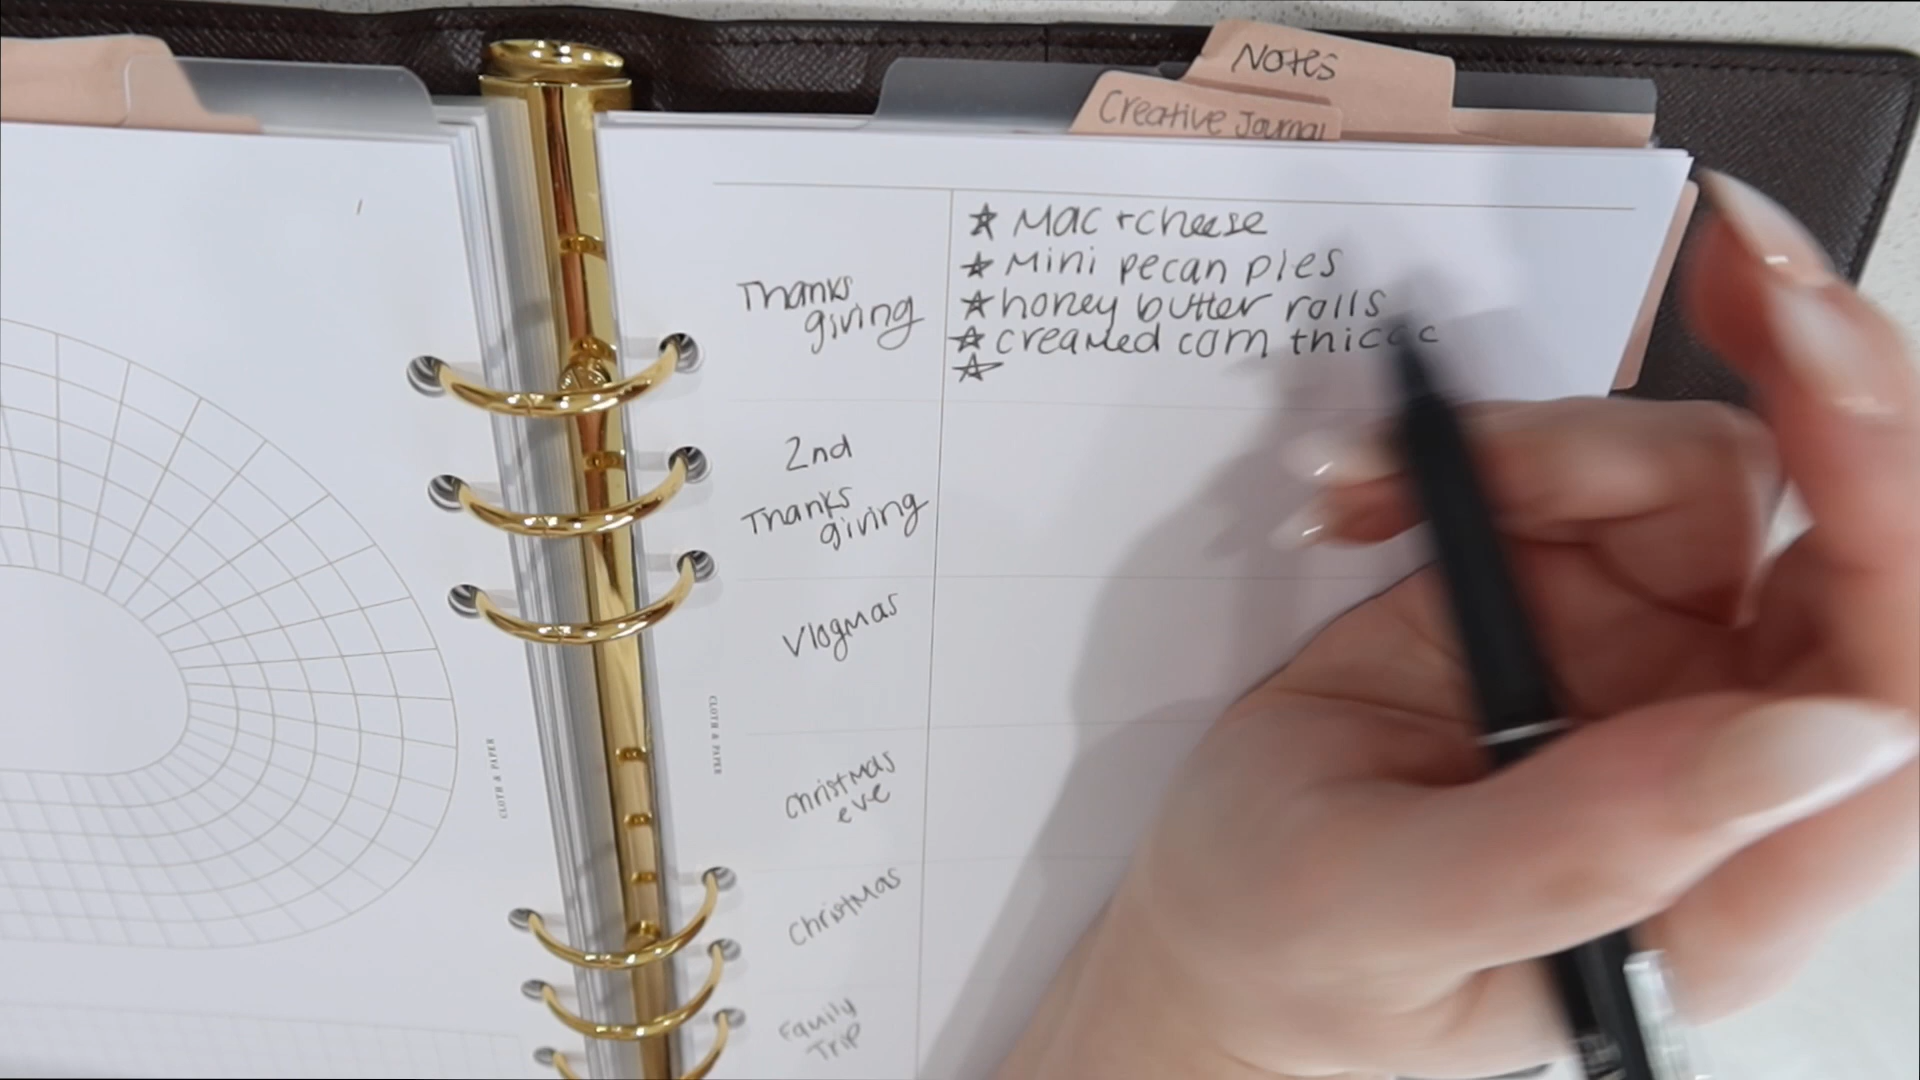 Notes
Creative Journal
Thanks
giving
☆ Mac + cheese
☆ Mini pecan pies
☆ honey butter rolls
☆ creamed corn thiccc
☆
2nd
Thanks
giving
Vlogmas
Christmas
eve
Christmas
Family
Trip
CLOTH & PAPER
CLOTH & PAPER